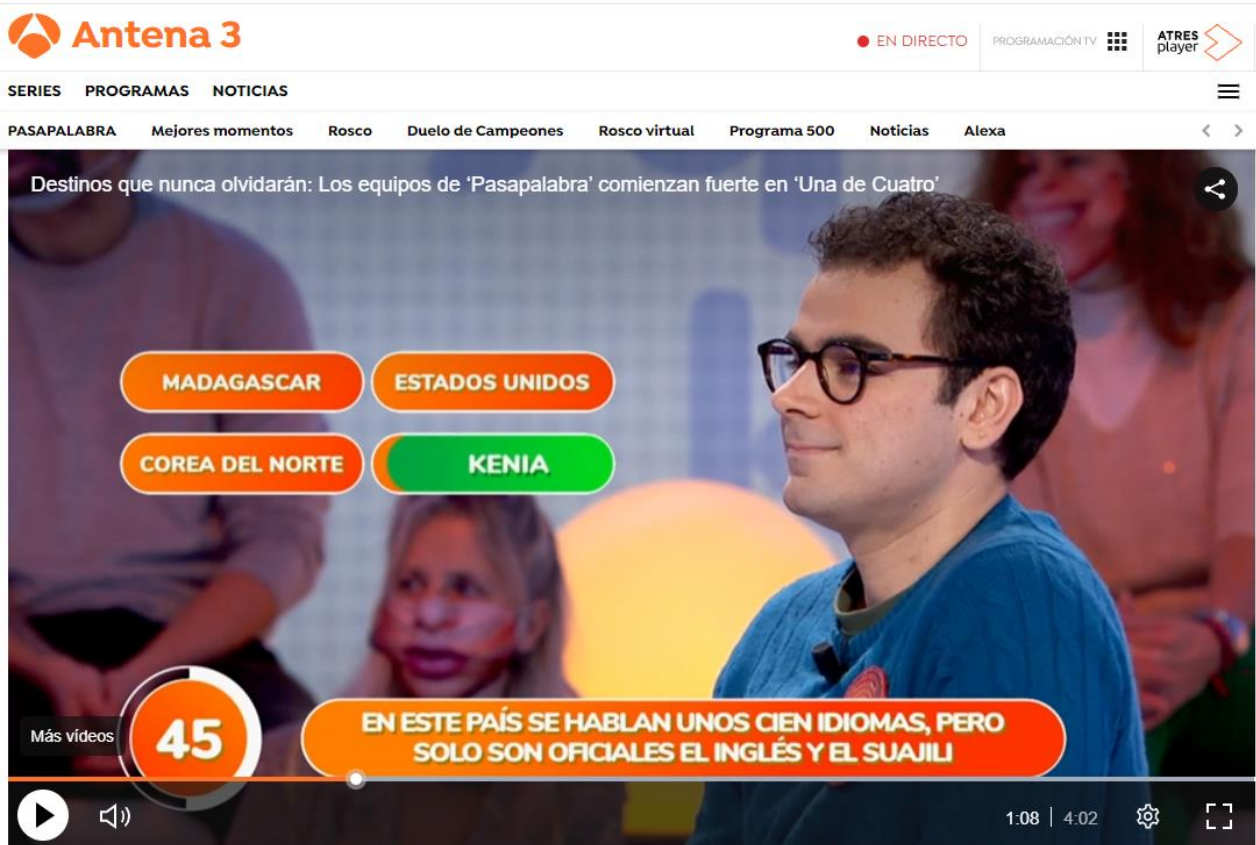 Antena 3
EN DIRECTO
PROGRAMACIÓN TV
ATRES
player
SERIES PROGRAMAS NOTICIAS
PASAPALABRA Mejores momentos Rosco Duelo de Campeones Rosco virtual Programa 500 Noticias Alexa
Destinos que nunca olvidarán: Los equipos de ‘Pasapalabra’ comienzan fuerte en ‘Una de Cuatro’
MADAGASCAR ESTADOS UNIDOS
COREA DEL NORTE KENIA
Más vídeos
45
EN ESTE PAÍS SE HABLAN UNOS CIEN IDIOMAS, PERO
SOLO SON OFICIALES EL INGLÉS Y EL SUAJILI
1:08 | 4:02